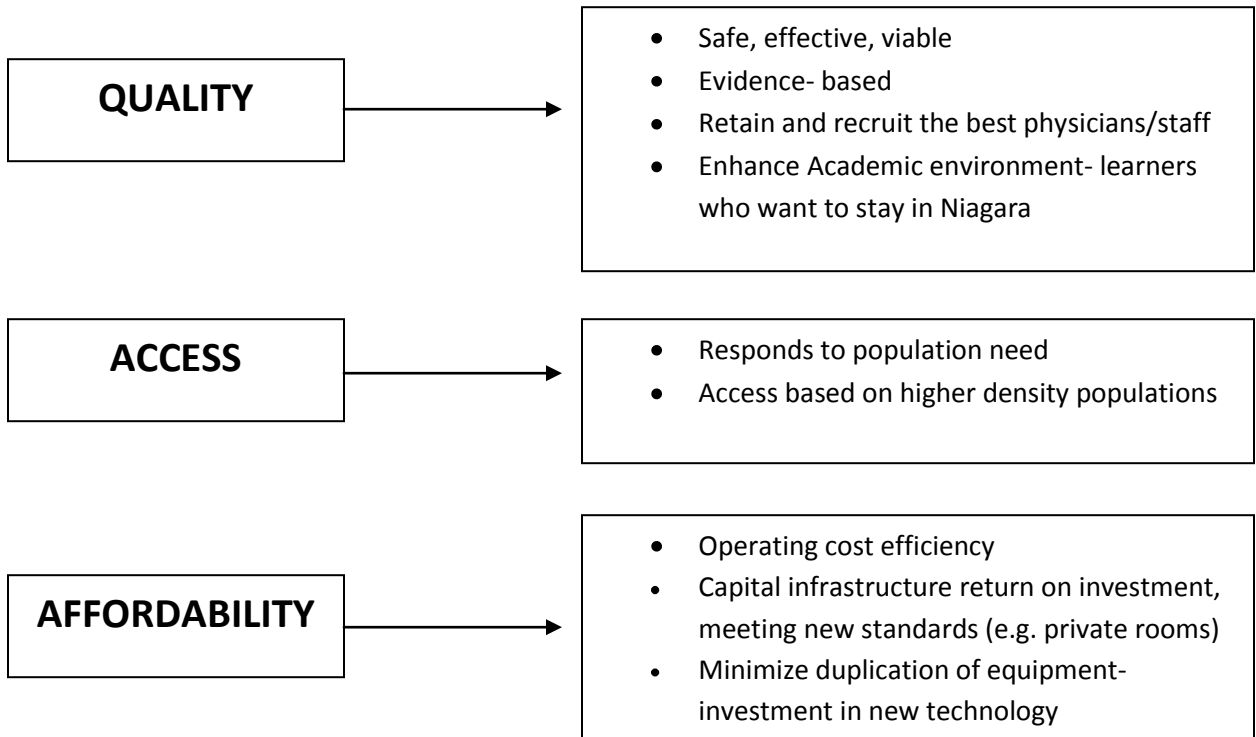 QUALITY
• Safe, effective, viable
• Evidence- based
• Retain and recruit the best physicians/staff
• Enhance Academic environment- learners
who want to stay in Niagara
ACCESS
• Responds to population need
• Access based on higher density populations
AFFORDABILITY
• Operating cost efficiency
• Capital infrastructure return on investment,
meeting new standards (e.g. private rooms)
• Minimize duplication of equipment-
investment in new technology